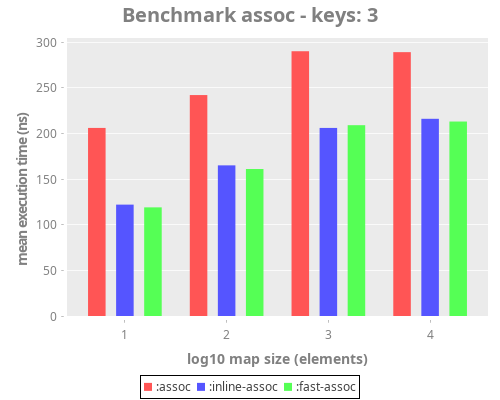 Benchmark assoc - keys: 3
mean execution time (ns)
300
250
200
150
100
50
0
1 2 3 4
log10 map size (elements)
:assoc :inline-assoc :fast-assoc